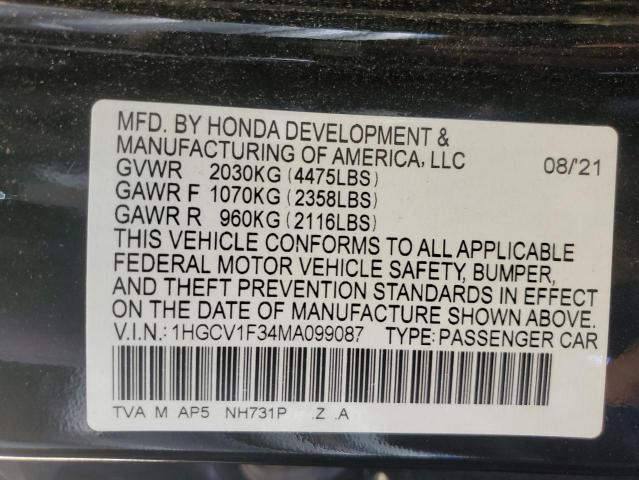 MFD. BY HONDA DEVELOPMENT &
MANUFACTURING OF AMERICA, LLC 08/'21
GVWR 2030KG (4475LBS)
GAWR F 1070KG (2358LBS)
GAWR R 960KG (2116LBS)
THIS VEHICLE CONFORMS TO ALL APPLICABLE
FEDERAL MOTOR VEHICLE SAFETY, BUMPER,
AND THEFT PREVENTION STANDARDS IN EFFECT
ON THE DATE OF MANUFACTURE SHOWN ABOVE.
V.I.N.: 1HGCV1F34MA099087 TYPE: PASSENGER CAR
TVA M AP5 NH731P .Z .A